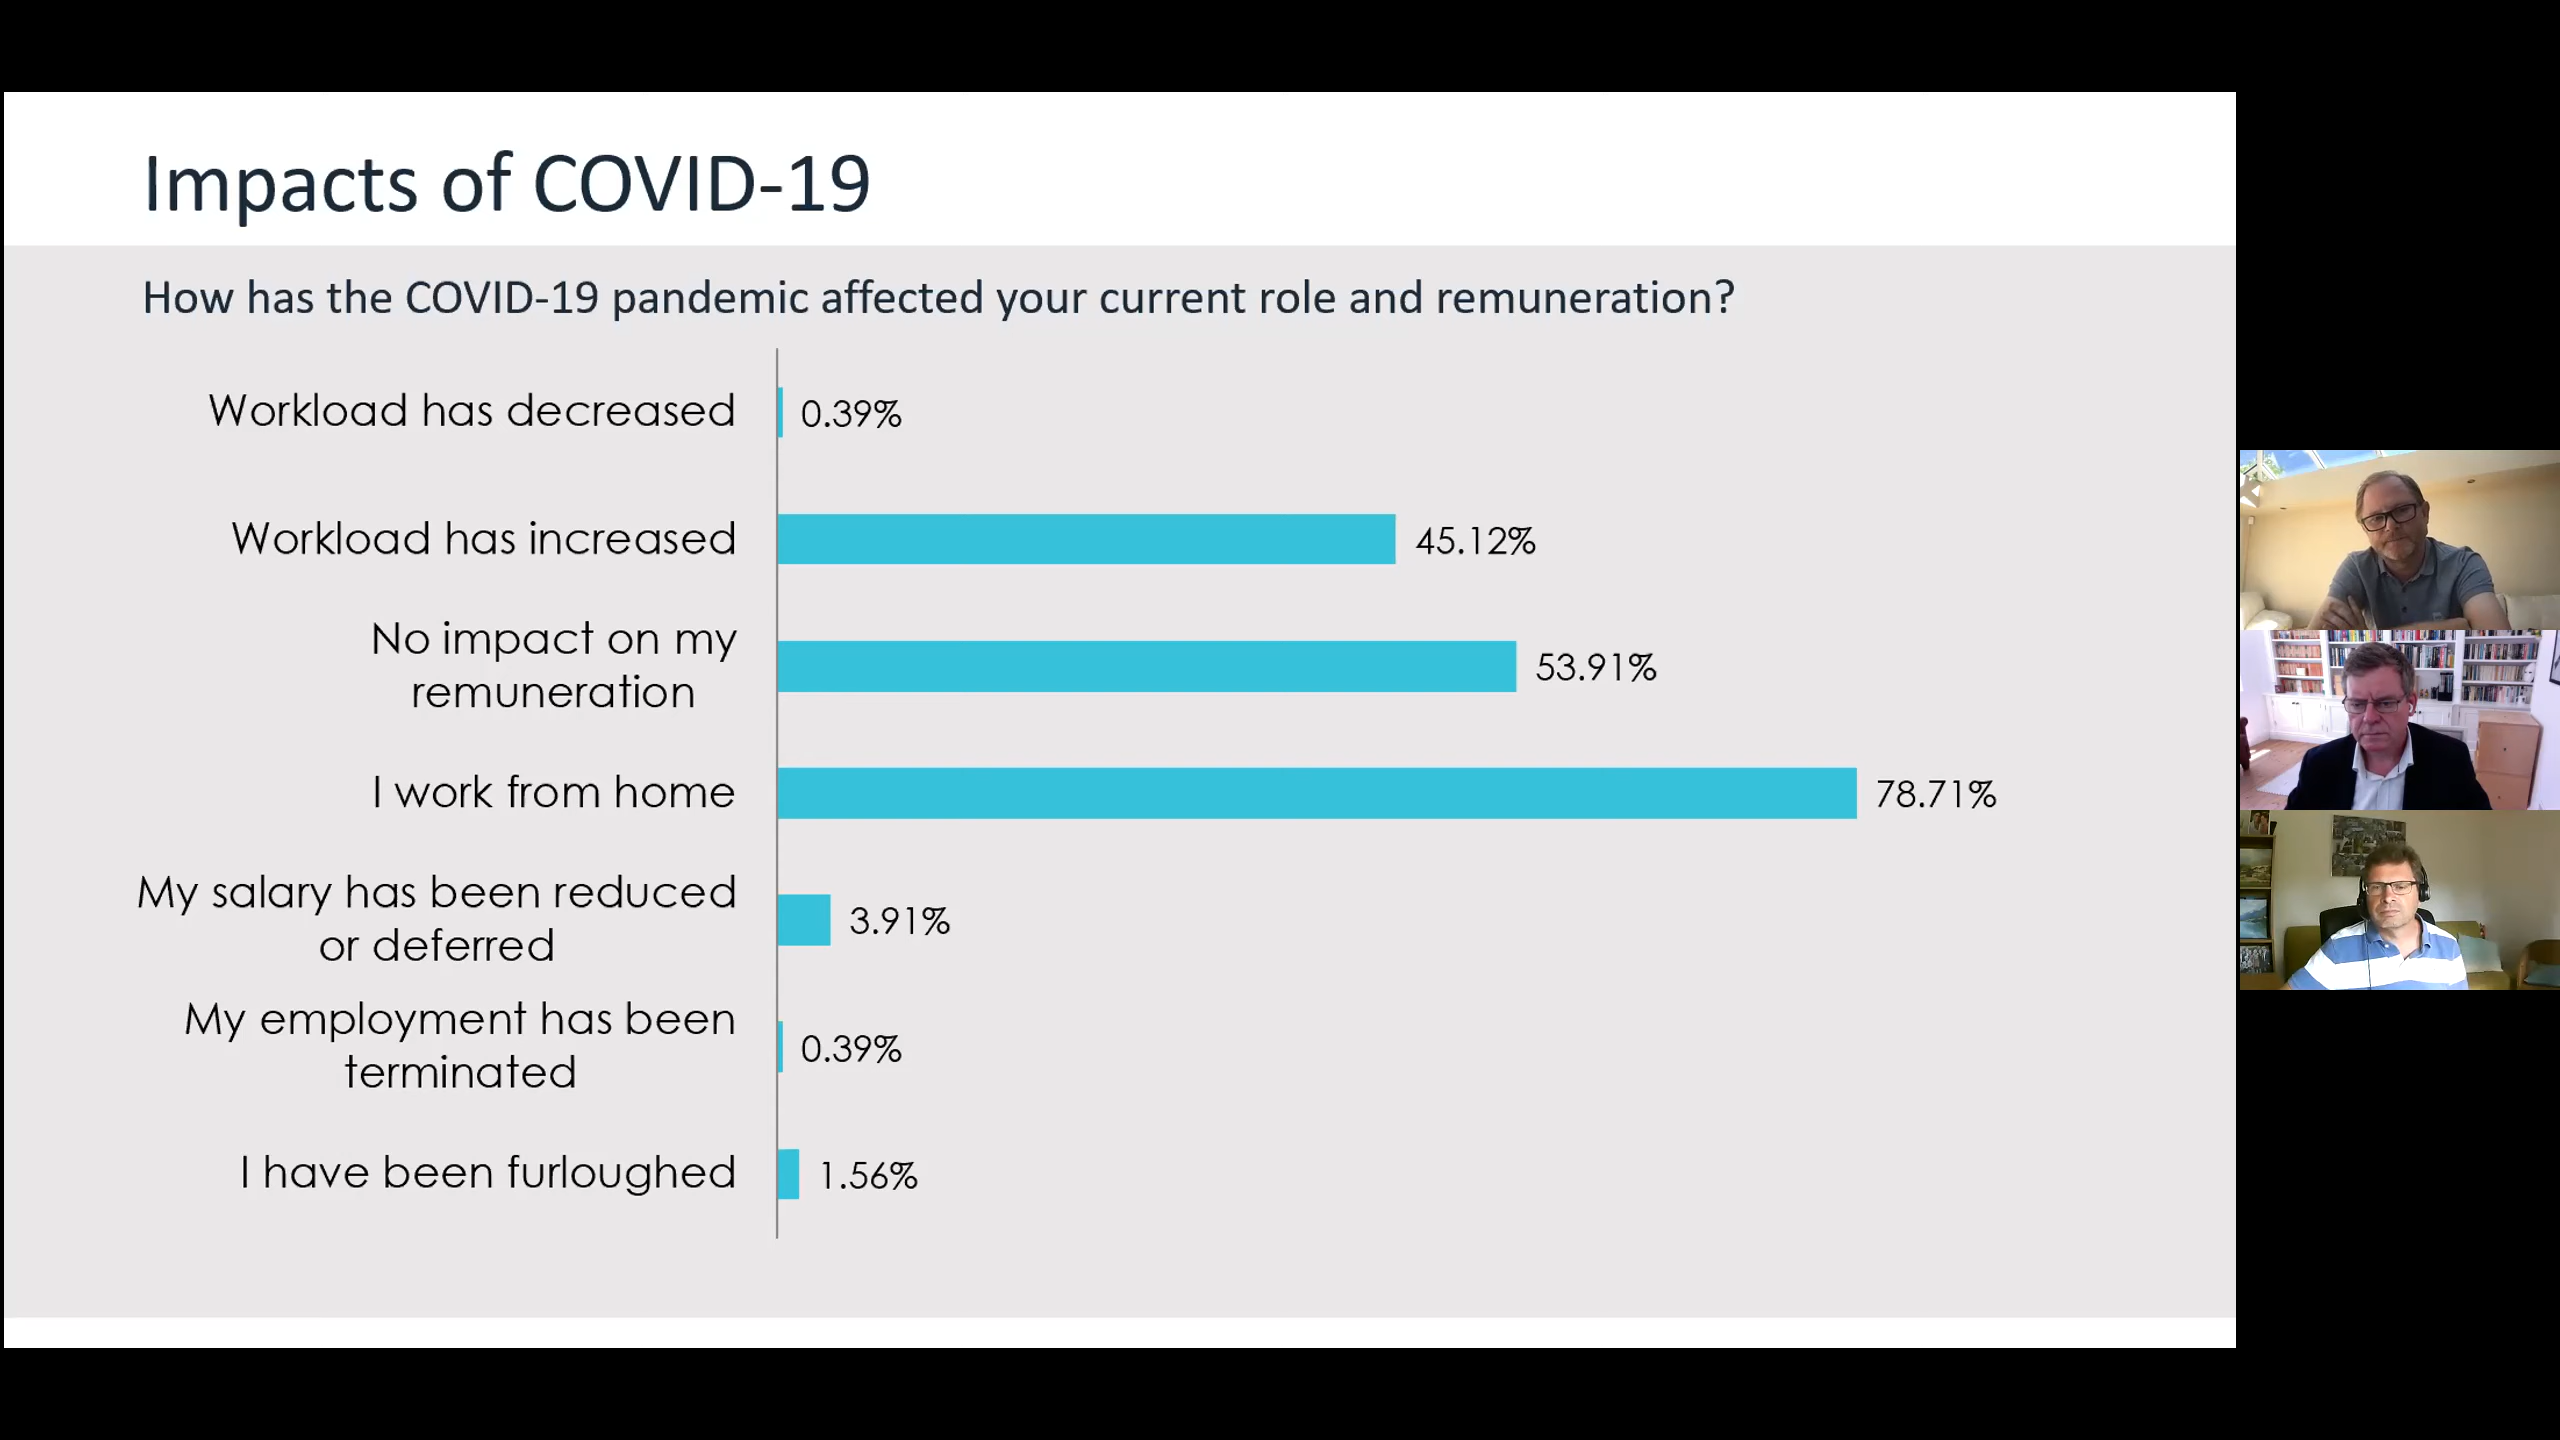 Impacts of COVID-19
How has the COVID-19 pandemic affected your current role and remuneration?
Workload has decreased
0.39%
Workload has increased
45.12%
No impact on my
remuneration
53.91%
I work from home
78.71%
My salary has been reduced
or deferred
3.91%
My employment has been
terminated
0.39%
I have been furloughed
1.56%